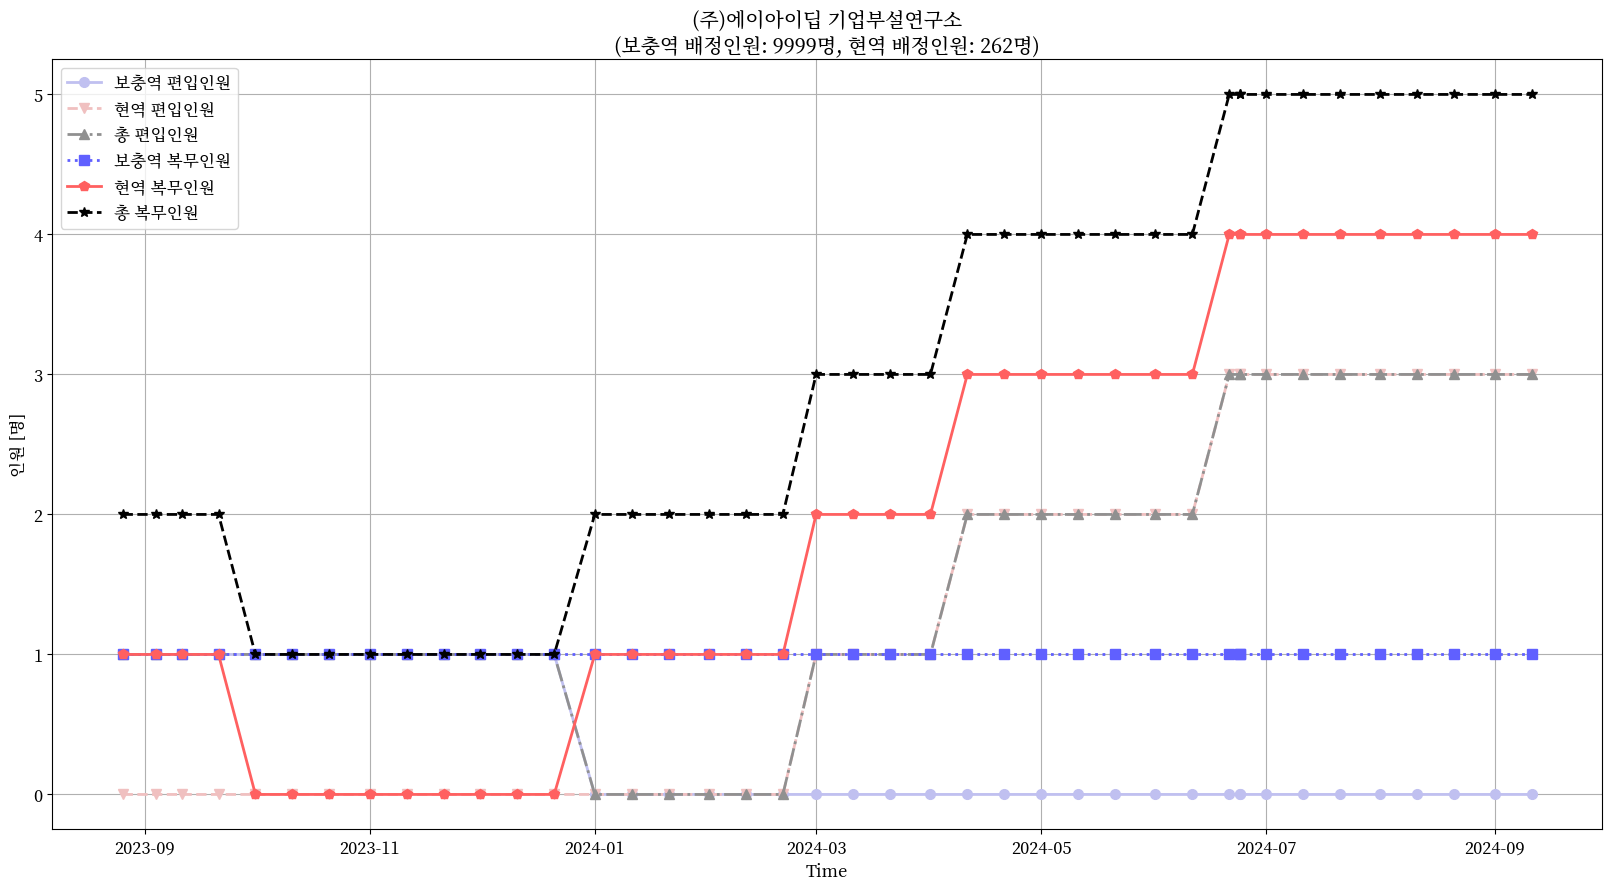 (주)에이아이딥 기업부설연구소
(보충역 배정인원: 9999명, 현역 배정인원: 262명)
보충역 편입인원
현역 편입인원
총 편입인원
보충역 복무인원
현역 복무인원
총 복무인원
인원 [명]
5
4
3
2
1
0
2023-09
2023-11
2024-01
2024-03
2024-05
2024-07
2024-09
Time